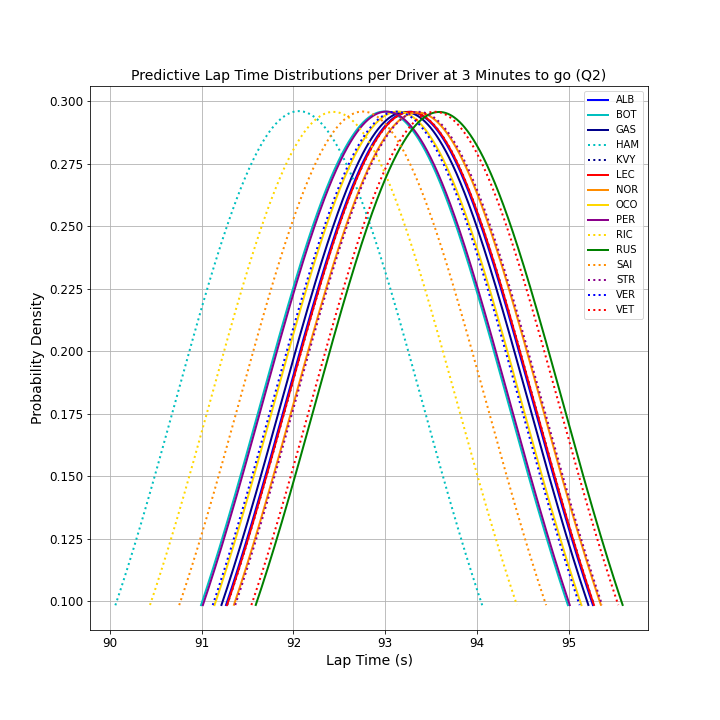 Predictive Lap Time Distributions per Driver at 3 Minutes to go (Q2)
0.300
0.275
0.250
0.225
0.200
0.175
0.150
0.125
0.100
Probability Density
90
91
92
93
94
95
Lap Time (s)
ALB
BOT
GAS
HAM
KVY
LEC
NOR
OCO
PER
RIC
RUS
SAI
STR
VER
VET